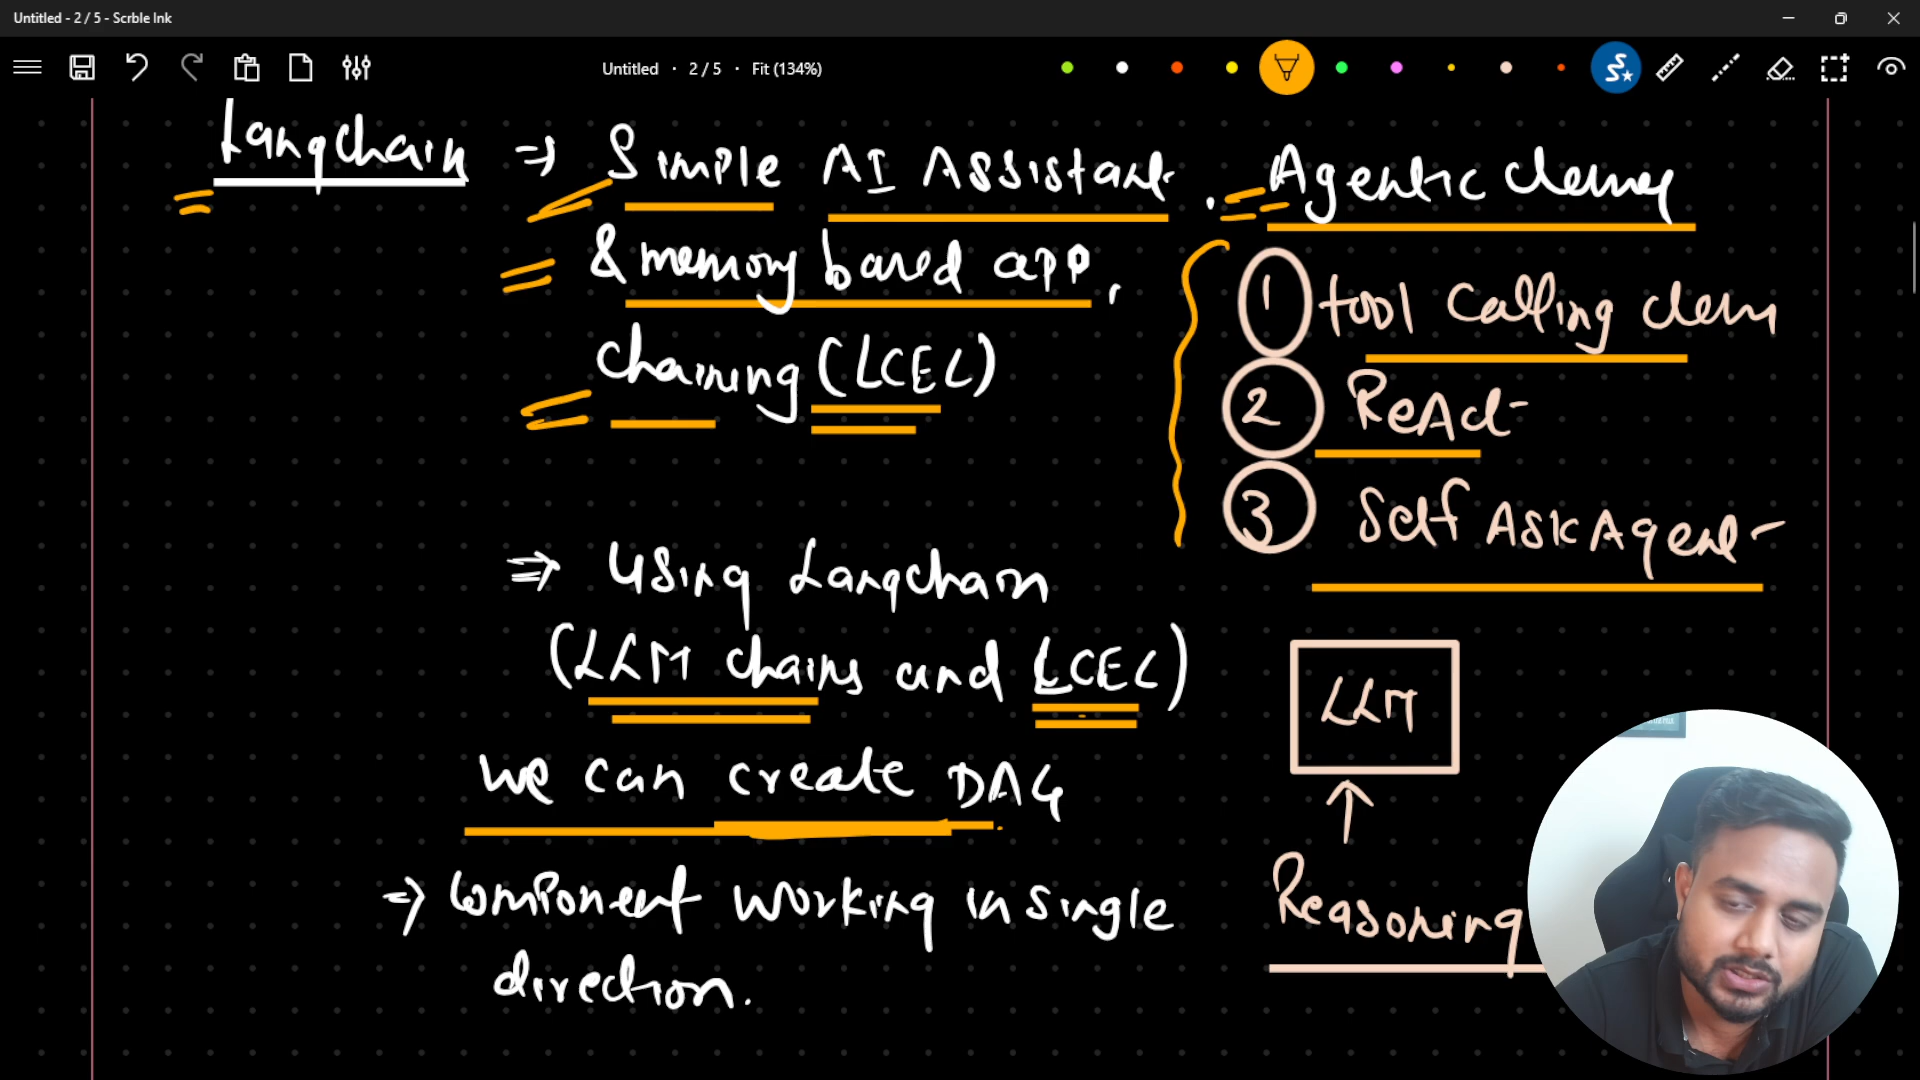 Untitled - 2 / 5 - Scrble Ink
Untitled · 2 / 5 · Fit (134%)
Langchain ⇒ Simple AI Assistant.
& memory based app,
chaining (LCEL)
⇒ Using Langchain
(LLM chains and LCEL)
we can create DAG
⇒ Component working in single
direction.
Agentic demo
1 tool calling dem
2 ReAct
3 Self Ask Agent
LLM
Reasoning